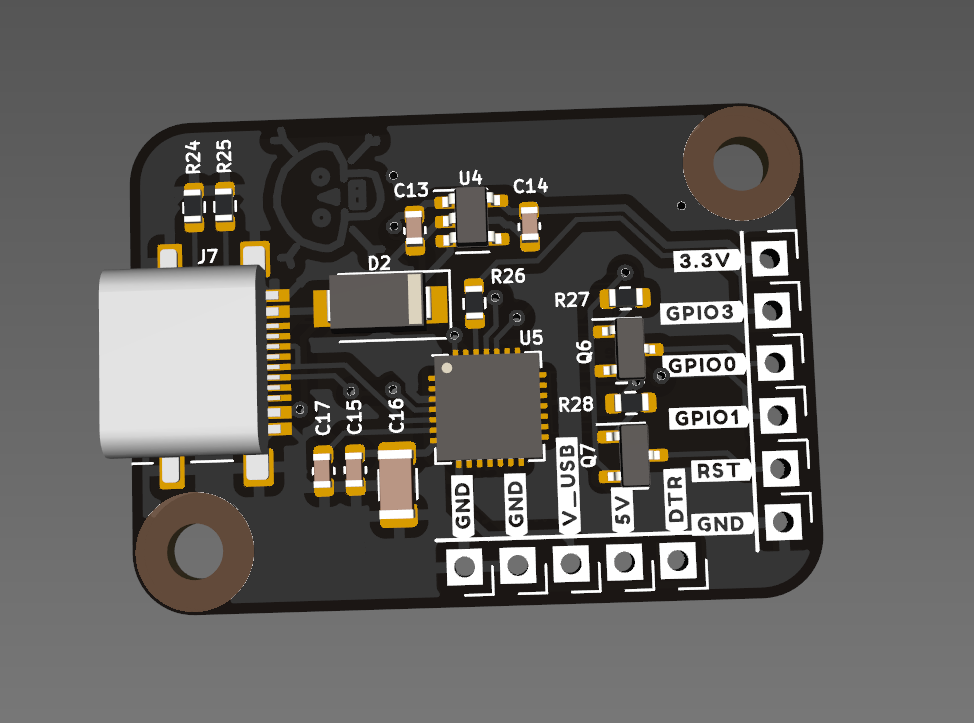 R24
R25
U4
C13
C14
J7
D2
R26
3.3V
R27
GPIO3
U5
Q6
GPIO0
R28
C17
C15
C16
GPIO1
Q7
RST
GND
GND
V_USB
5V
DTR
GND